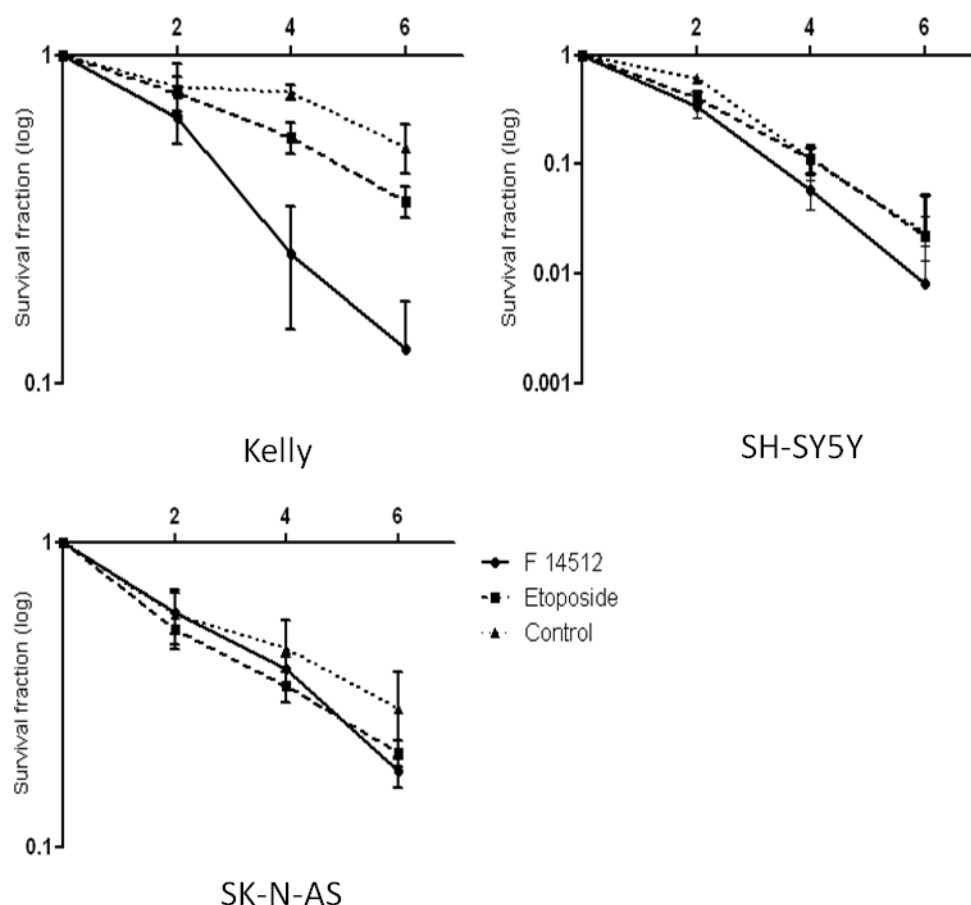 2 4 6
1
Survival fraction (log)
0.1
Kelly
2 4 6
1
0.1
0.01
0.001
Survival fraction (log)
SH-SY5Y
2 4 6
1
Survival fraction (log)
0.1
SK-N-AS
F 14512
Etoposide
Control